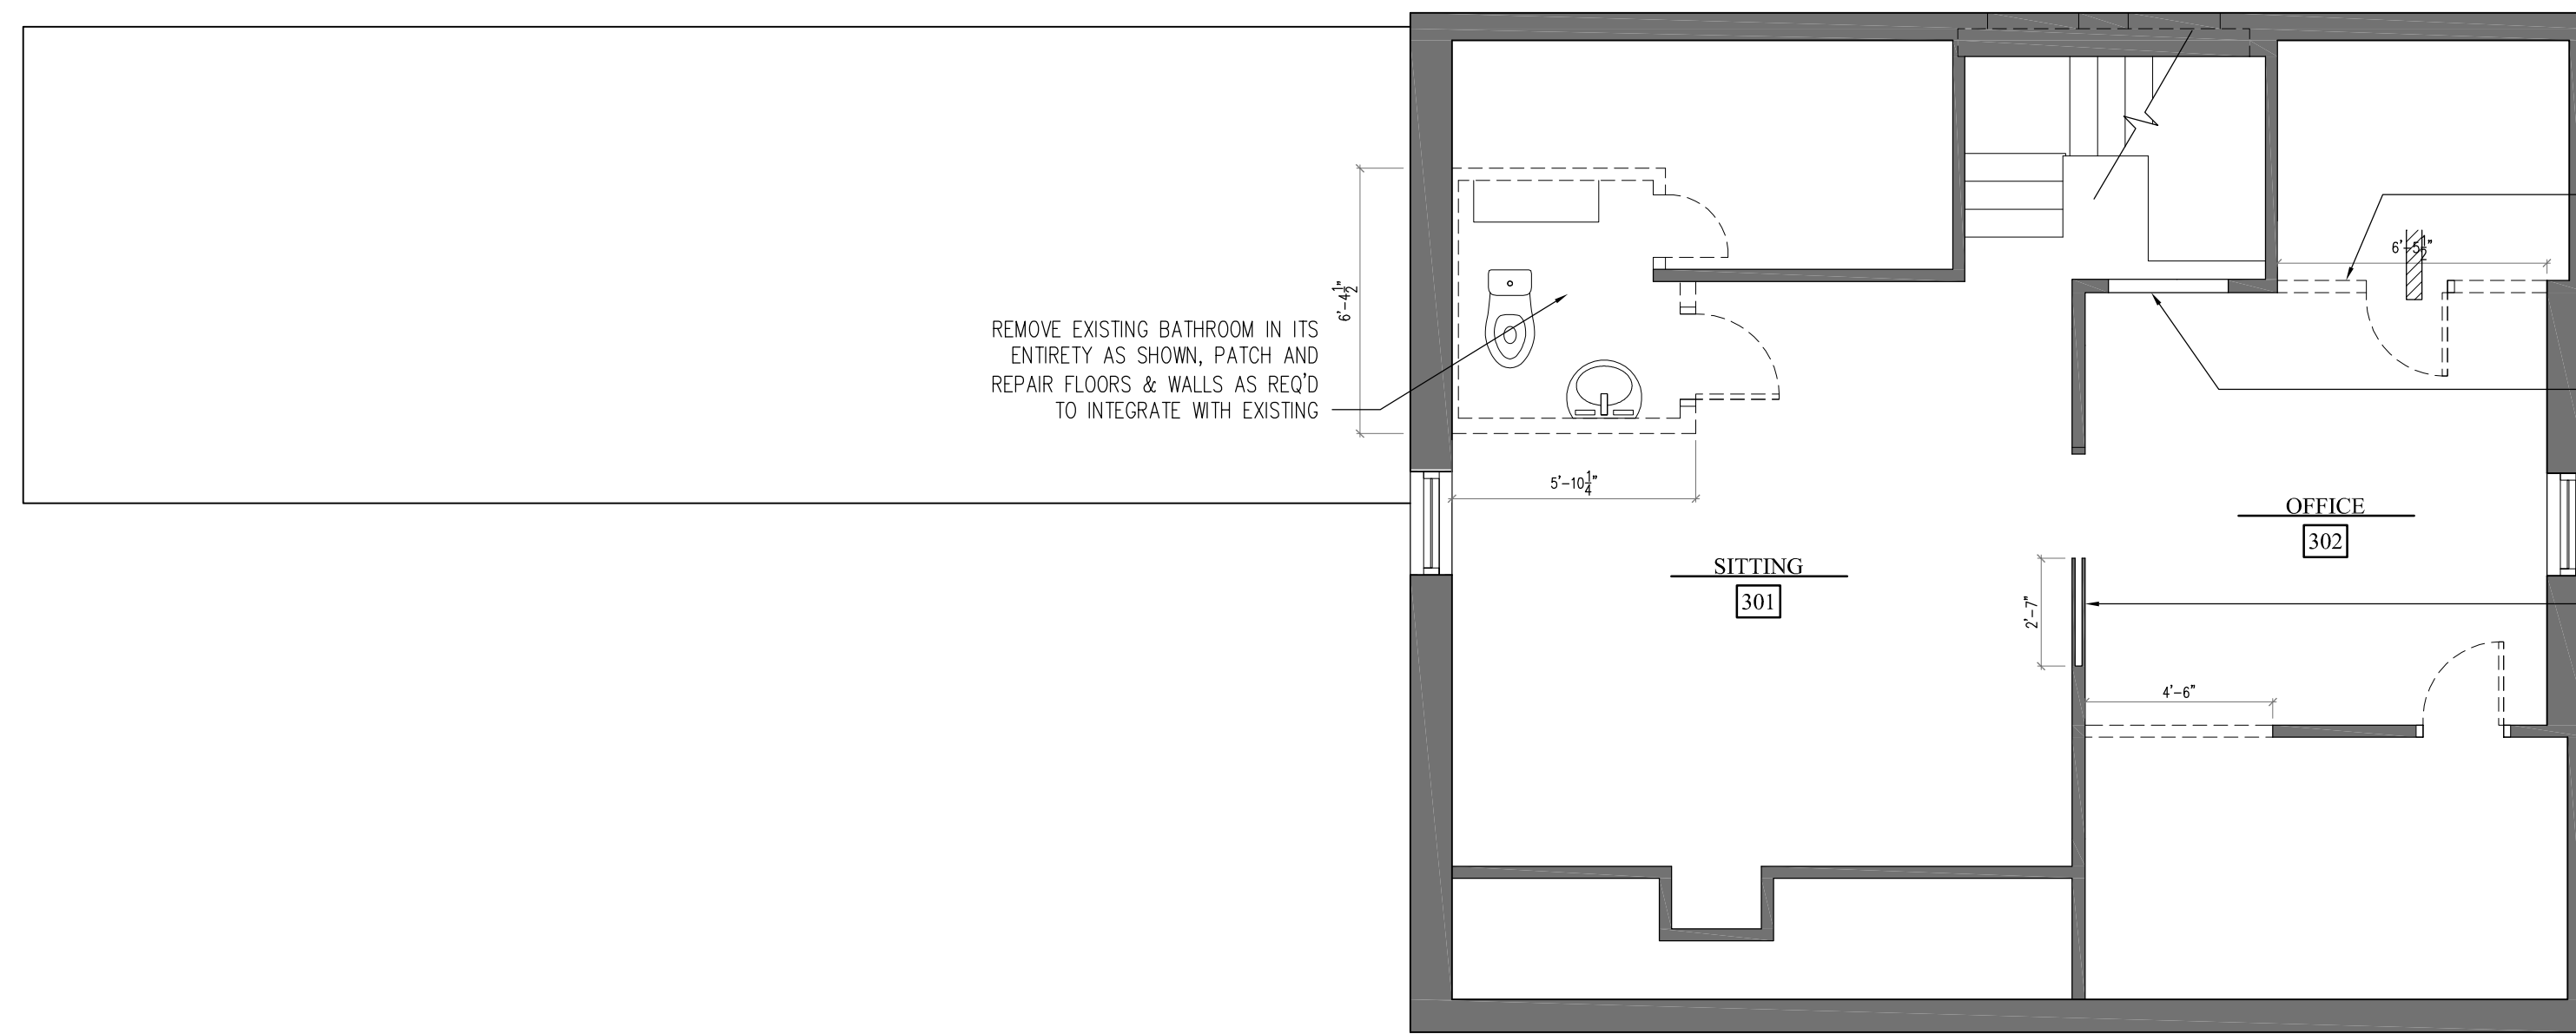 6'-5½"
REMOVE EXISTING BATHROOM IN ITS
ENTIRETY AS SHOWN, PATCH AND
REPAIR FLOORS & WALLS AS REQ'D
TO INTEGRATE WITH EXISTING
6'-4½"
5'-10¼"
OFFICE
302
SITTING
301
2'-7"
4'-6"